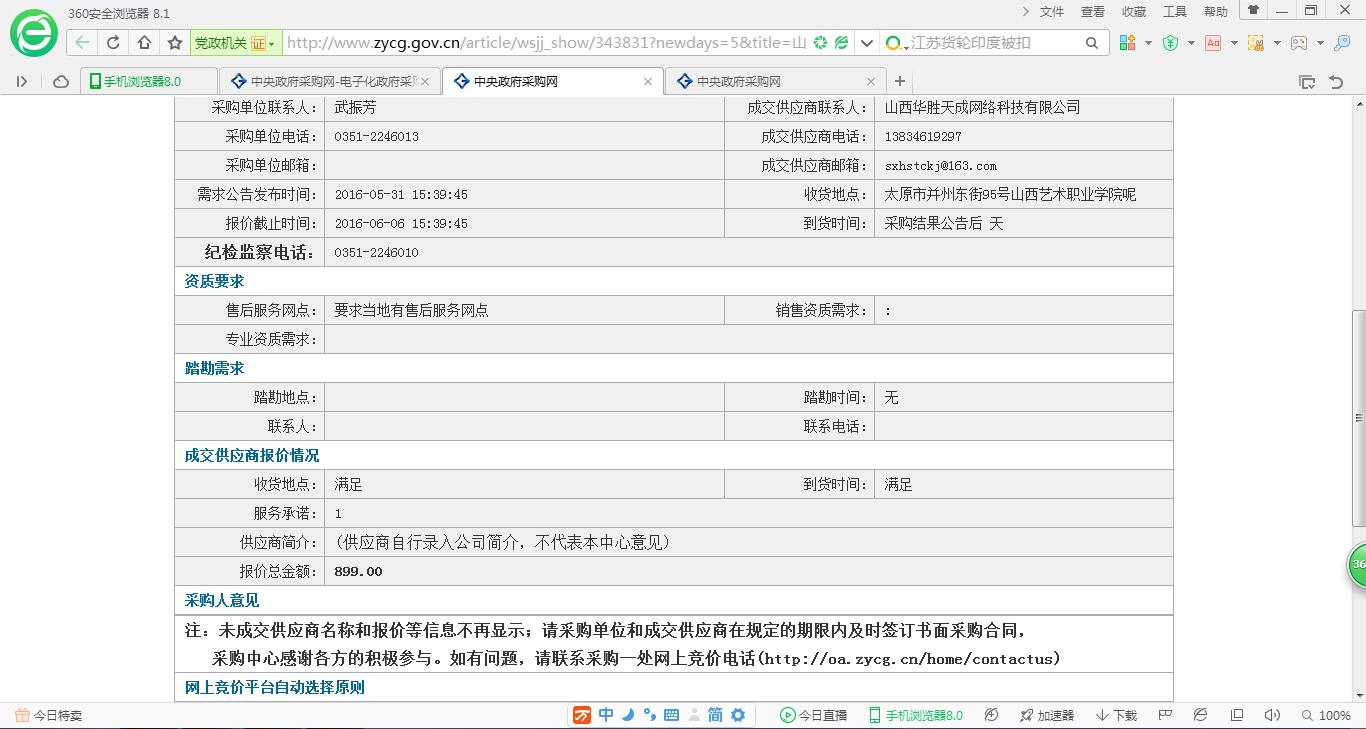 360安全浏览器 8.1
文件 查看 收藏 工具 帮助
党政机关 证 http://www.zycg.gov.cn/article/wsjj_show/343831?newdays=5&title=山 江苏货轮印度被扣
手机浏览器8.0 中央政府采购网-电子化政府采 中央政府采购网 中央政府采购网
采购单位联系人: 武振芳 成交供应商联系人: 山西华胜天成网络科技有限公司
采购单位电话: 0351-2246013 成交供应商电话: 13834619297
采购单位邮箱: 成交供应商邮箱: sxhstckj@163.com
需求公告发布时间: 2016-05-31 15:39:45 收货地点: 太原市并州东街95号山西艺术职业学院呢
报价截止时间: 2016-06-06 15:39:45 到货时间: 采购结果公告后 天
纪检监察电话: 0351-2246010
资质要求
售后服务网点: 要求当地有售后服务网点 销售资质需求: :
专业资质需求:
踏勘需求
踏勘地点: 踏勘时间: 无
联系人: 联系电话:
成交供应商报价情况
收货地点: 满足 到货时间: 满足
服务承诺: 1
供应商简介: (供应商自行录入公司简介，不代表本中心意见)
报价总金额: 899.00
采购人意见
注：未成交供应商名称和报价等信息不再显示；请采购单位和成交供应商在规定的期限内及时签订书面采购合同，
采购中心感谢各方的积极参与。如有问题，请联系采购一处网上竞价电话(http://oa.zycg.cn/home/contactus)
网上竞价平台自动选择原则
今日特卖 中 简 今日直播 手机浏览器8.0 加速器 下载 100%